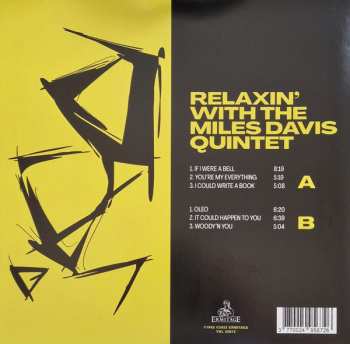 RELAXIN'
WITH THE
MILES DAVIS
QUINTET
1. IF I WERE A BELL 8:19
2. YOU'RE MY EVERYTHING 5:19
3. I COULD WRITE A BOOK 5:08
A
1. OLEO 6:20
2. IT COULD HAPPEN TO YOU 6:39
3. WOODY'N YOU 5:04
B
ERMITAGE